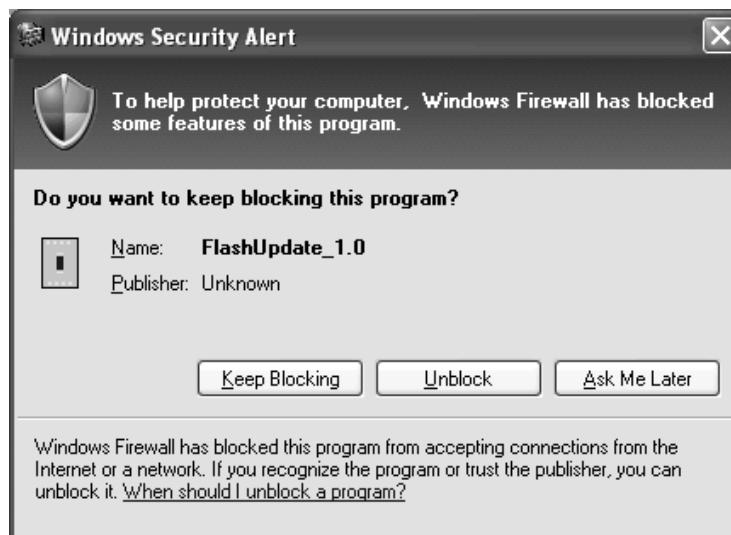 Windows Security Alert
To help protect your computer, Windows Firewall has blocked
some features of this program.
Do you want to keep blocking this program?
Name: FlashUpdate_1.0
Publisher: Unknown
Keep Blocking Unblock Ask Me Later
Windows Firewall has blocked this program from accepting connections from the
Internet or a network. If you recognize the program or trust the publisher, you can
unblock it. When should I unblock a program?